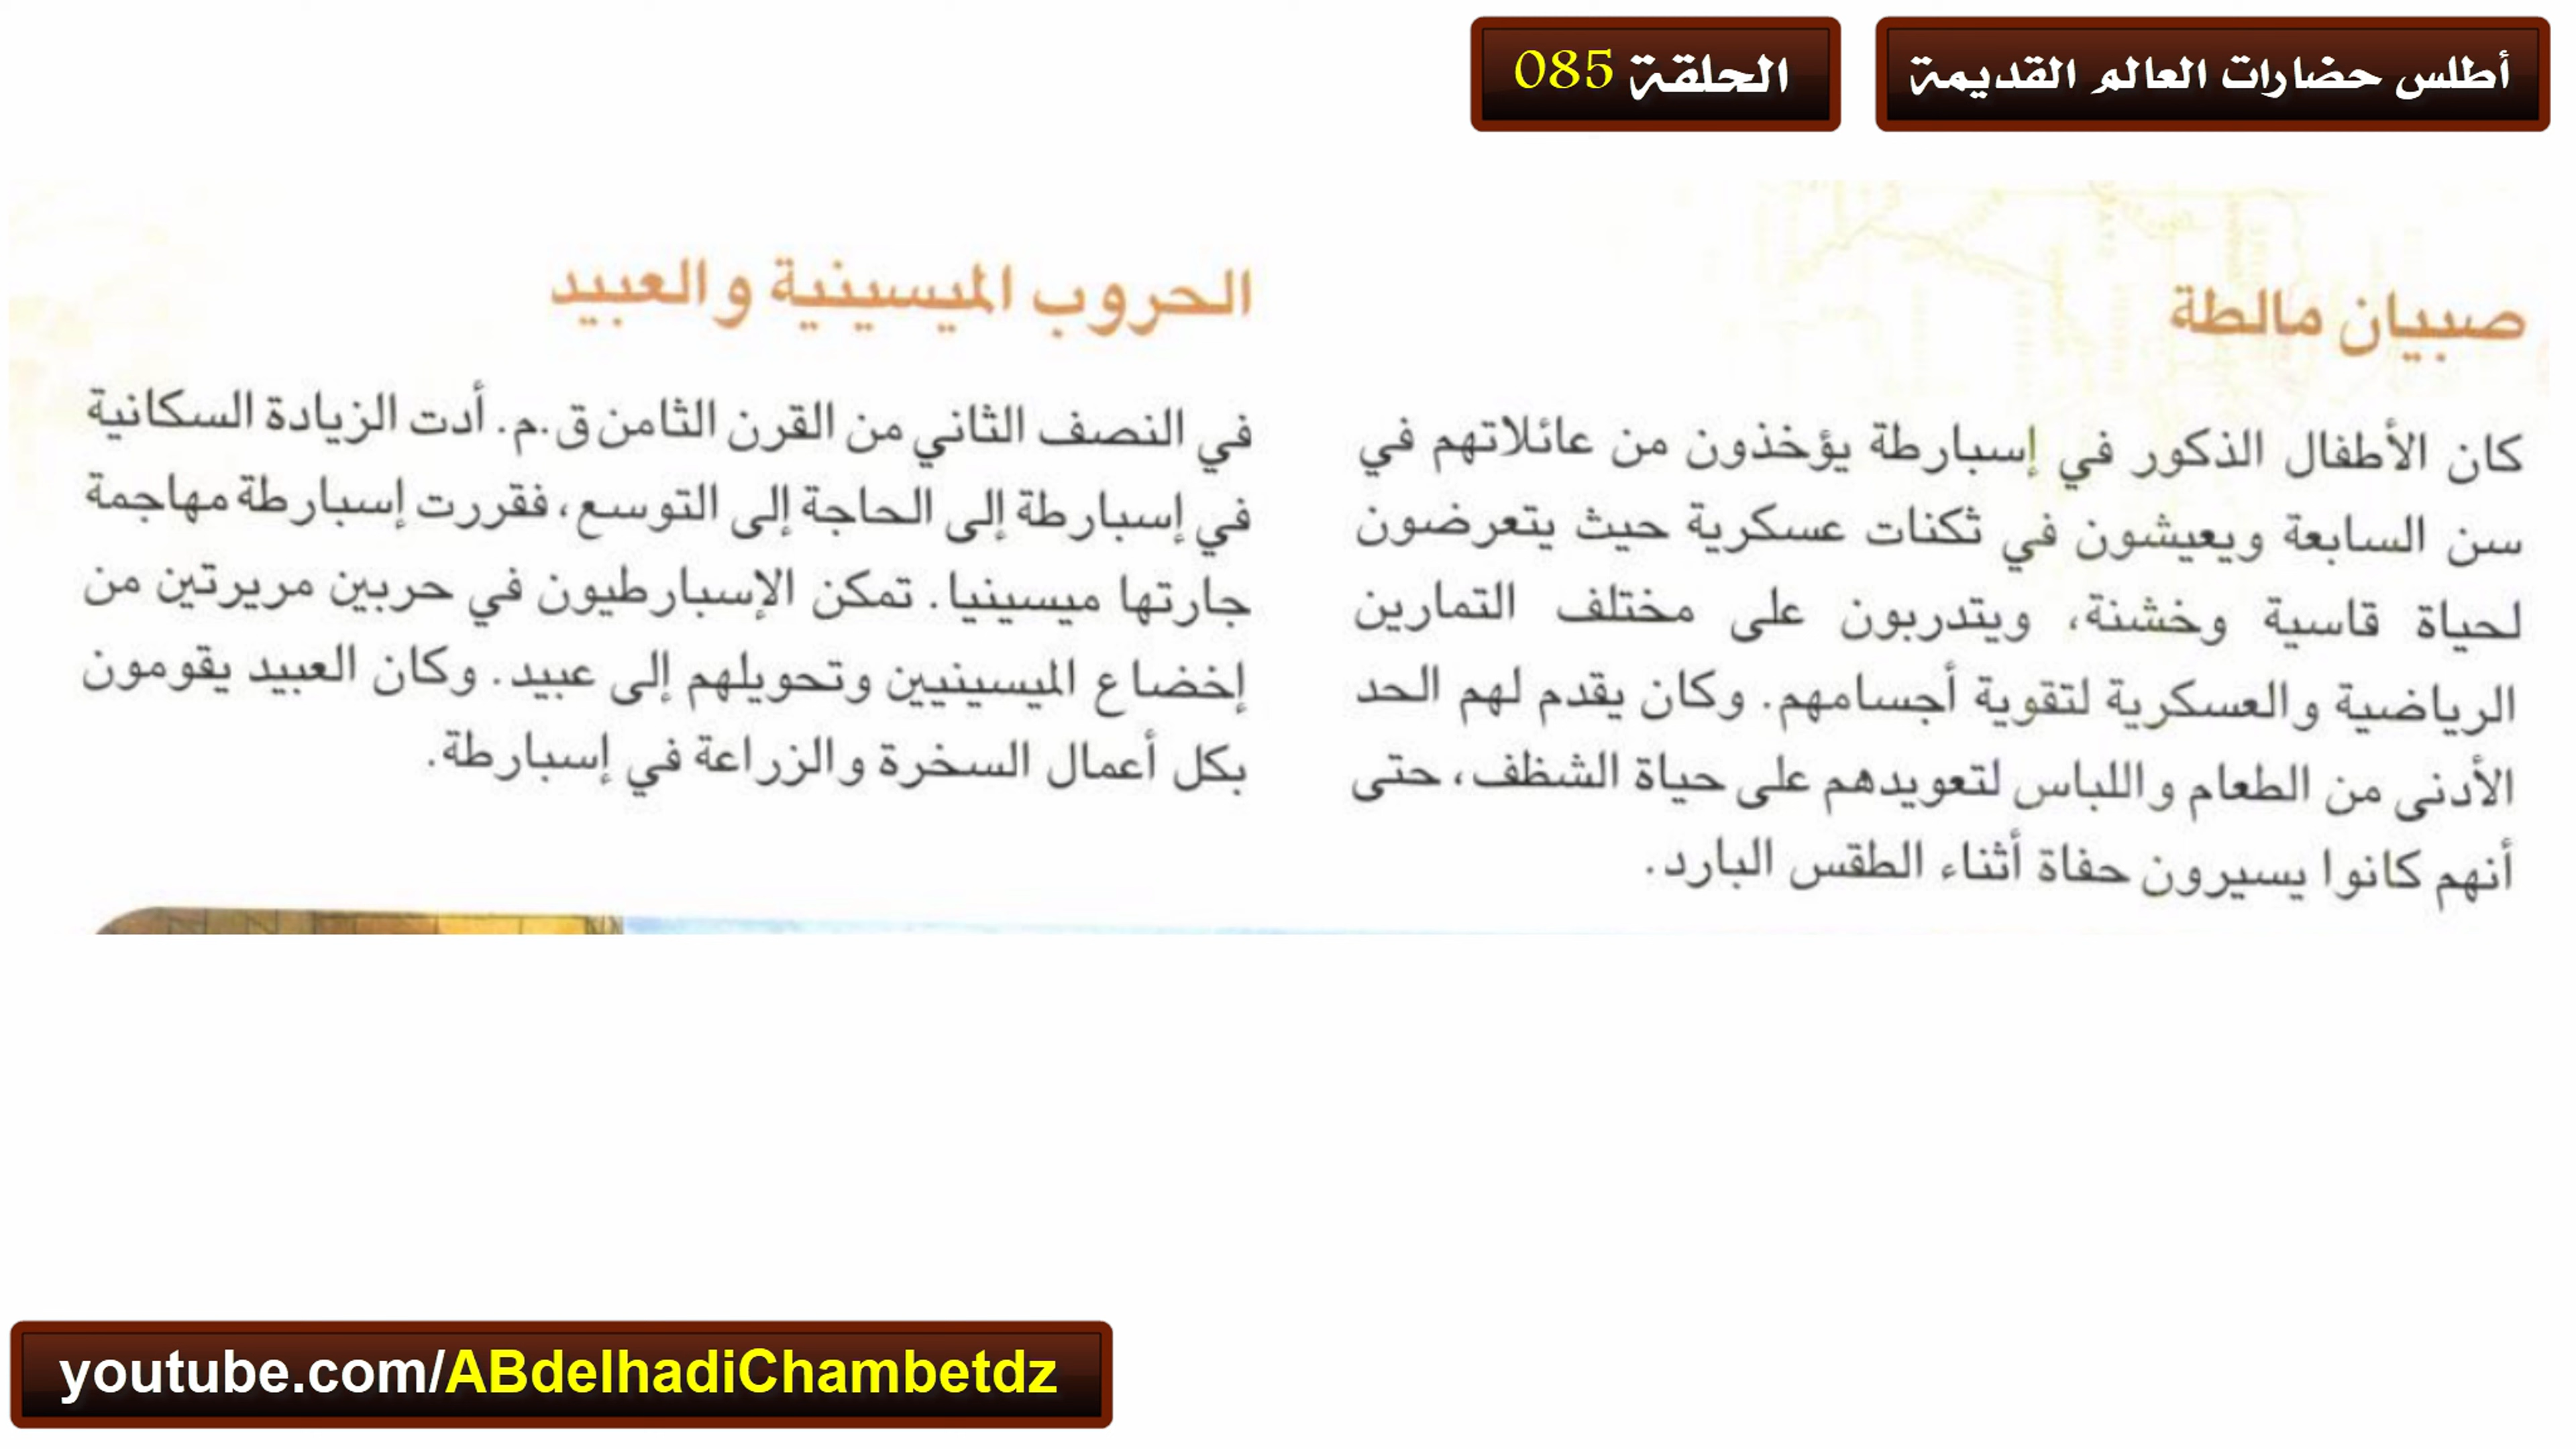 أطلس حضارات العالم القديمة
الحلقة 085
صبيان مالطة
كان الأطفال الذكور في إسبارطة يؤخذون من عائلاتهم في
سن السابعة ويعيشون في ثكنات عسكرية حيث يتعرضون
لحياة قاسية وخشنة، ويتدربون على مختلف التمارين
الرياضية والعسكرية لتقوية أجسامهم. وكان يقدم لهم الحد
الأدنى من الطعام واللباس لتعويدهم على حياة الشظف، حتى
أنهم كانوا يسيرون حفاة أثناء الطقس البارد.
الحروب الميسينية والعبيد
في النصف الثاني من القرن الثامن ق.م. أدت الزيادة السكانية
في إسبارطة إلى الحاجة إلى التوسع، فقررت إسبارطة مهاجمة
جارتها ميسينيا. تمكن الإسبارطيون في حربين مريرتين من
إخضاع الميسينيين وتحويلهم إلى عبيد. وكان العبيد يقومون
بكل أعمال السخرة والزراعة في إسبارطة.
youtube.com/ABdelhadiChambetdz